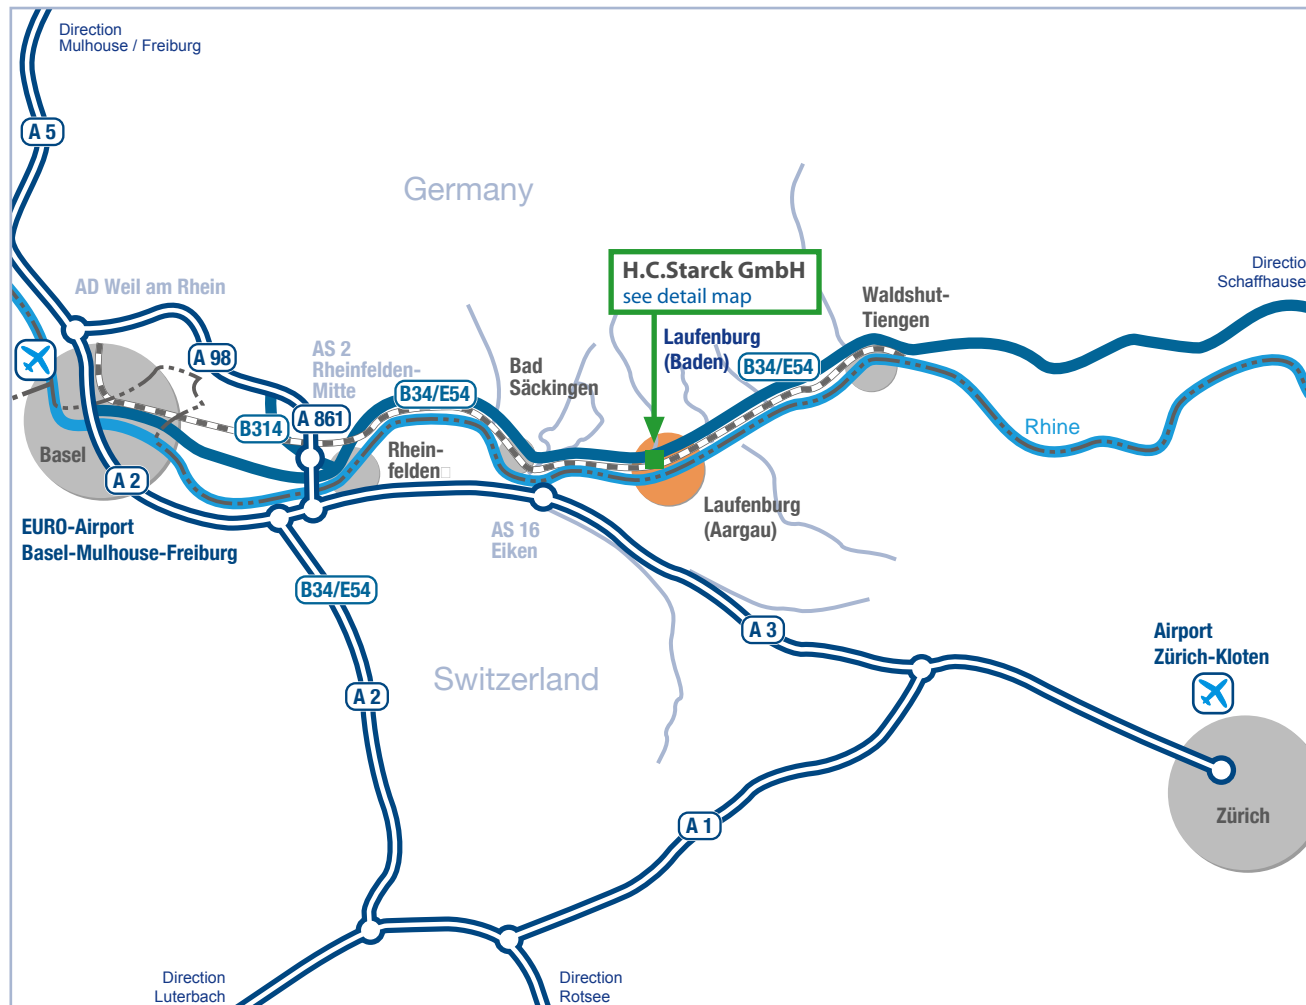 Direction
Mulhouse / Freiburg
A 5
Germany
AD Weil am Rhein
H.C.Starck GmbH
see detail map
Directio
Schaffhause
Waldshut-
Tiengen
Laufenburg
(Baden)
A 98
AS 2
Rheinfelden-
Mitte
Bad
Säckingen
B34/E54
B34/E54
A 861
B314
Rhine
Basel
Rhein-
felden
A 2
Laufenburg
(Aargau)
EURO-Airport
Basel-Mulhouse-Freiburg
AS 16
Eiken
B34/E54
A 3
Airport
Zürich-Kloten
Switzerland
A 2
Zürich
A 1
Direction
Luterbach
Direction
Rotsee